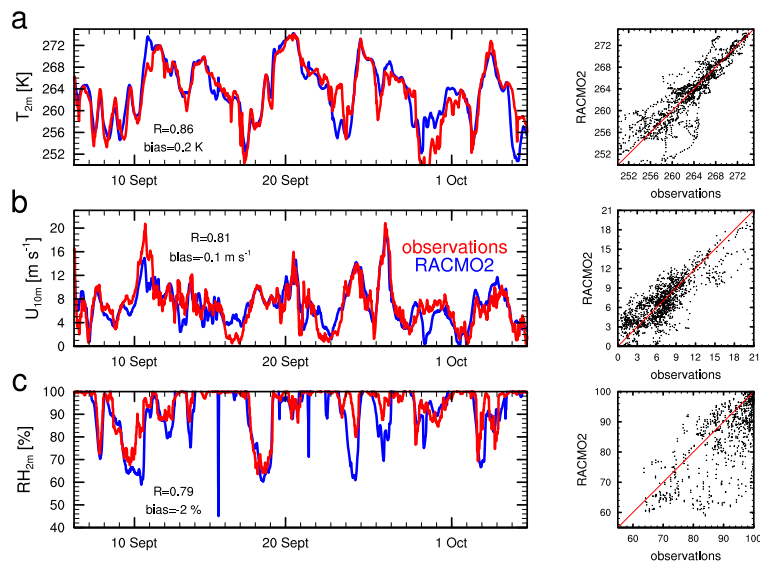 a
272
268
264
260
256
252
T2m [K]
R=0.86
bias=0.2 K
10 Sept
20 Sept
1 Oct
272
268
264
260
256
252
RACMO2
252 256 260 264 268 272
observations
b
20
16
12
8
4
0
U10m [m s-1]
R=0.81
bias=-0.1 m s-1
observations
RACMO2
10 Sept
20 Sept
1 Oct
21
18
15
12
9
6
3
0
RACMO2
0 3 6 9 12 15 18 21
observations
c
100
90
80
70
60
50
40
RH2m [%]
R=0.79
bias=-2 %
10 Sept
20 Sept
1 Oct
100
90
80
70
60
RACMO2
60 70 80 90 100
observations